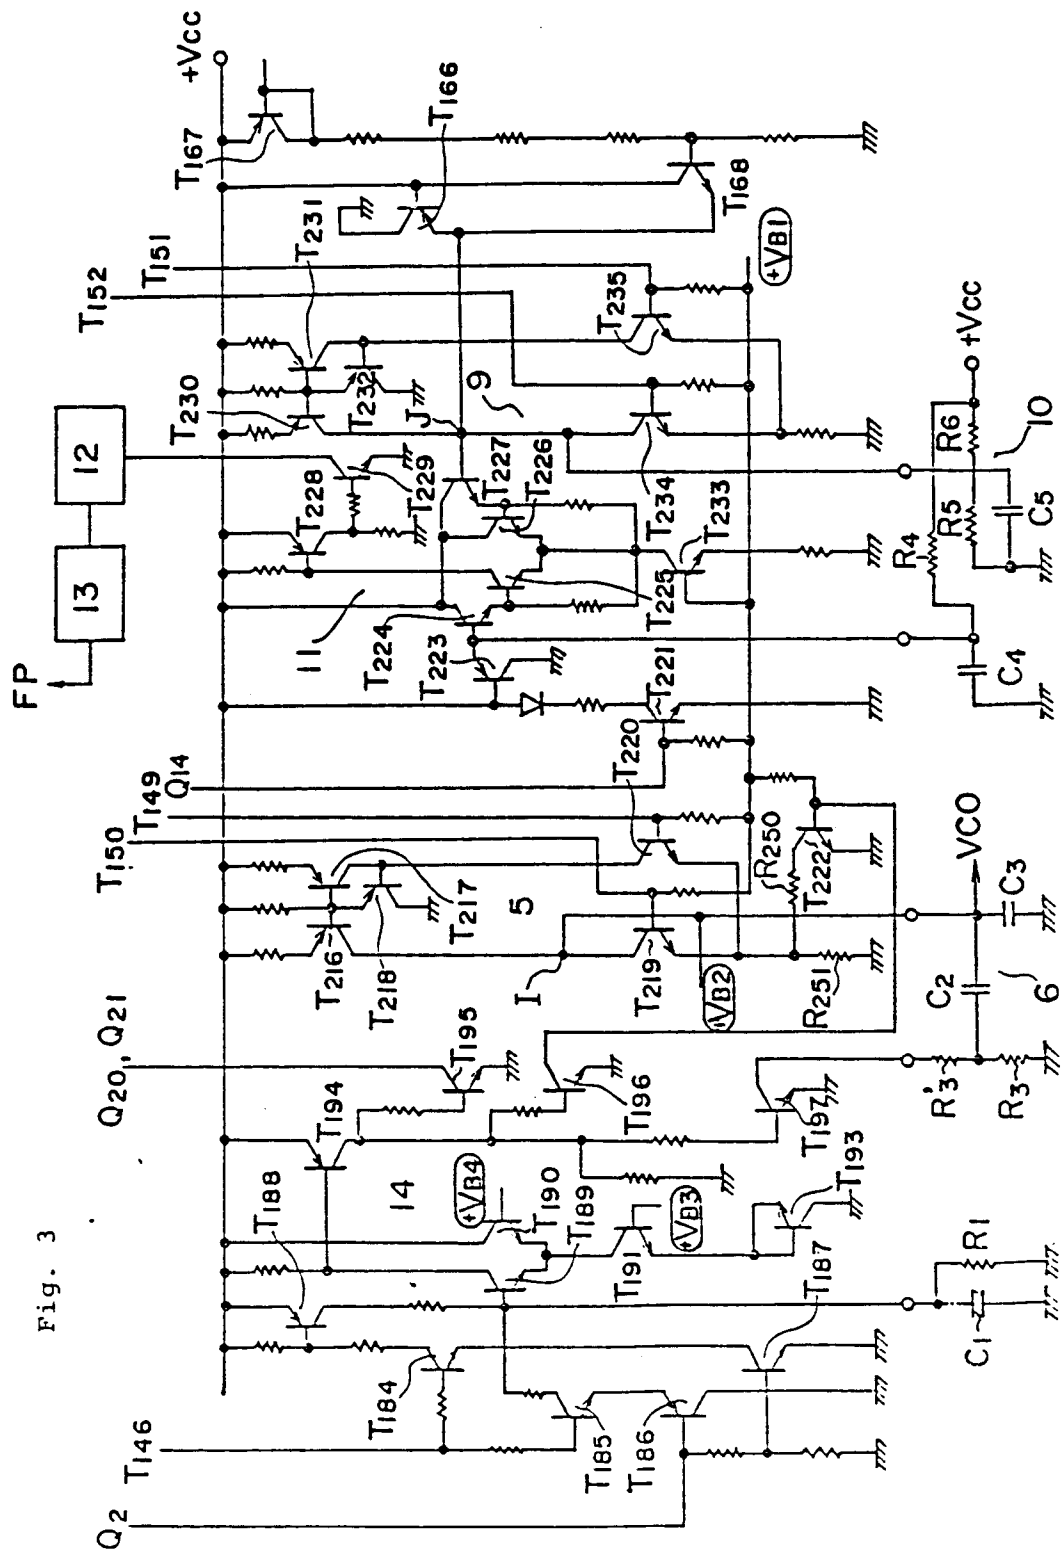 Fig. 3
Q2
T146
T188
T184
T185
T186
T187
C1
R1
14
+VB4
T190
T189
T191
+VB3
T193
T194
Q20, Q21
T195
T196
T197
R3'
R3
C2
C3
6
VCO
T150
T149
Q14
T216
T218
T217
5
I
T219
+VB2
R251
R250
T222
T220
T221
FP
13
12
11
T224
T223
T225
T228
T229
T227
T226
J
T230
T232
T231
T152
T151
9
T234
T233
T235
+VB1
T167
T166
T168
+VCC
C4
R4
R5
R6
C5
10
+VCC